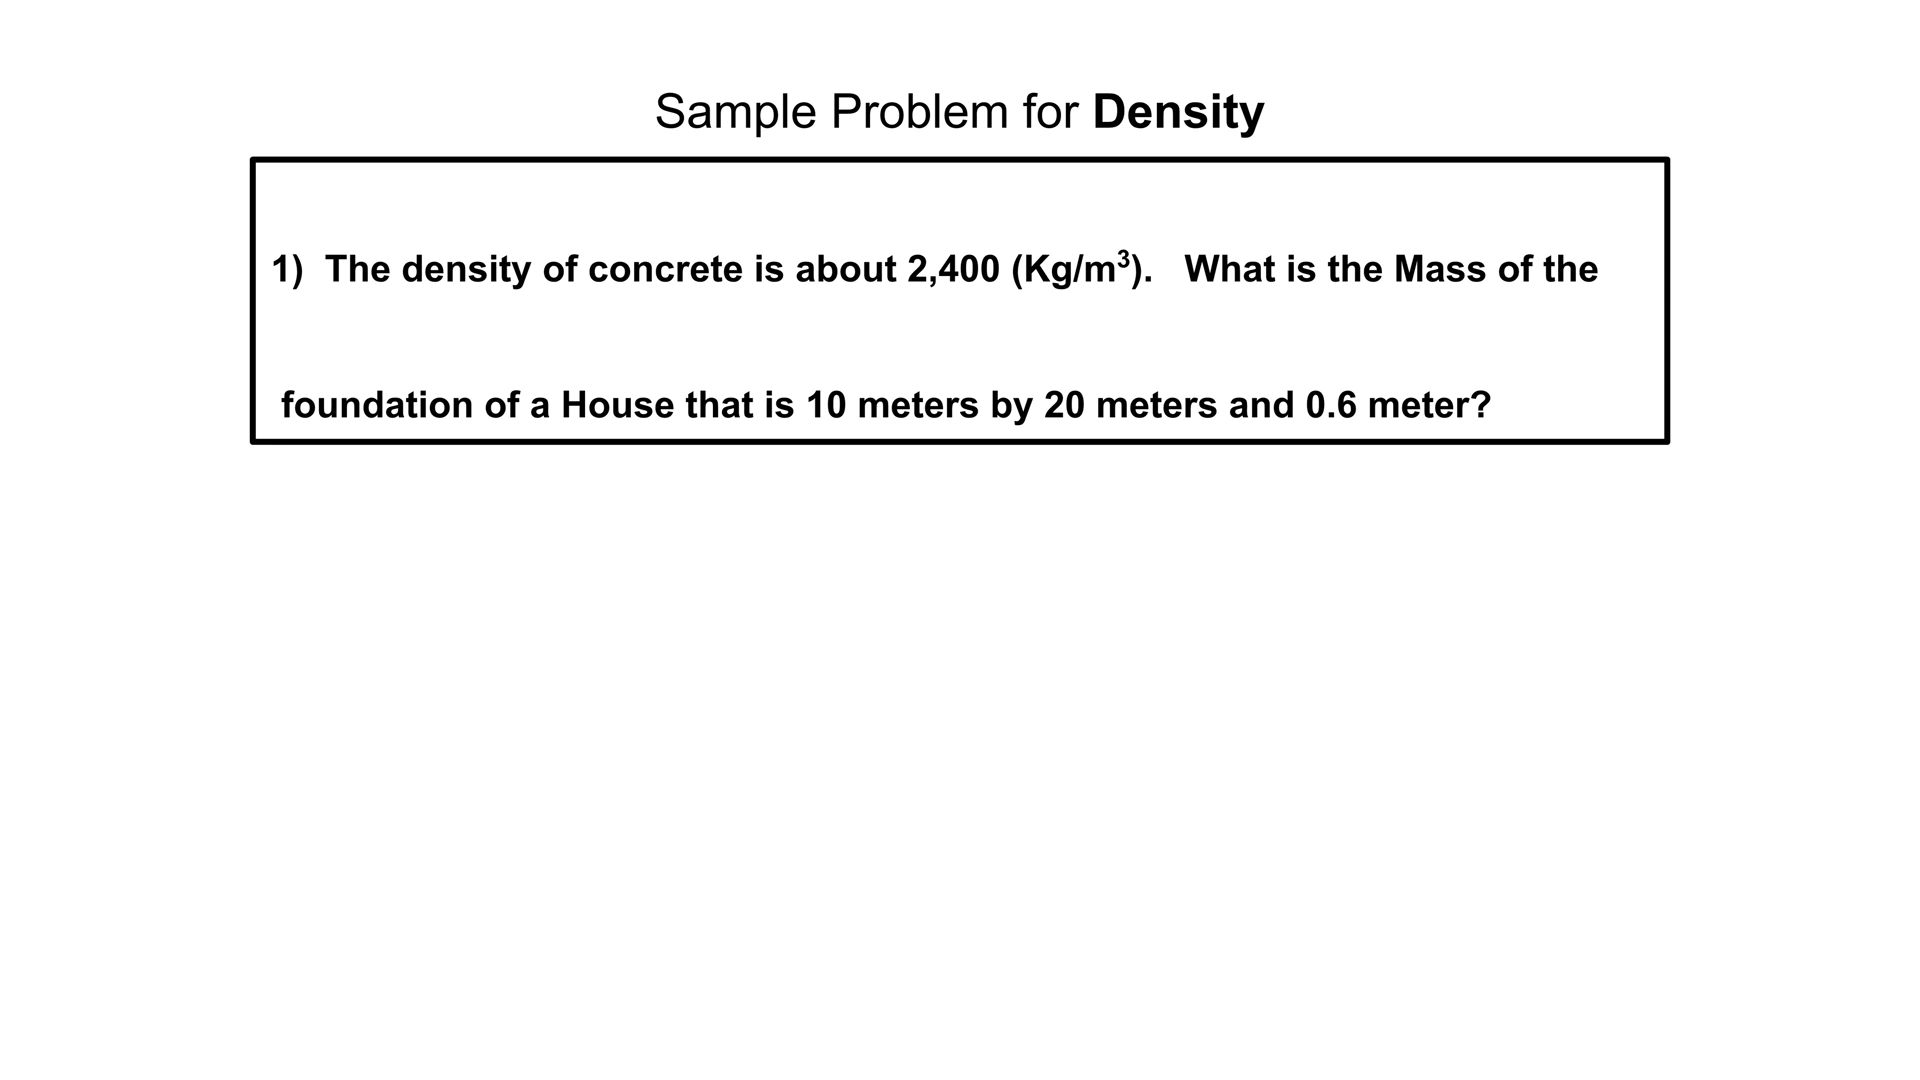 Sample Problem for Density
1) The density of concrete is about 2,400 (Kg/m³). What is the Mass of the
foundation of a House that is 10 meters by 20 meters and 0.6 meter?